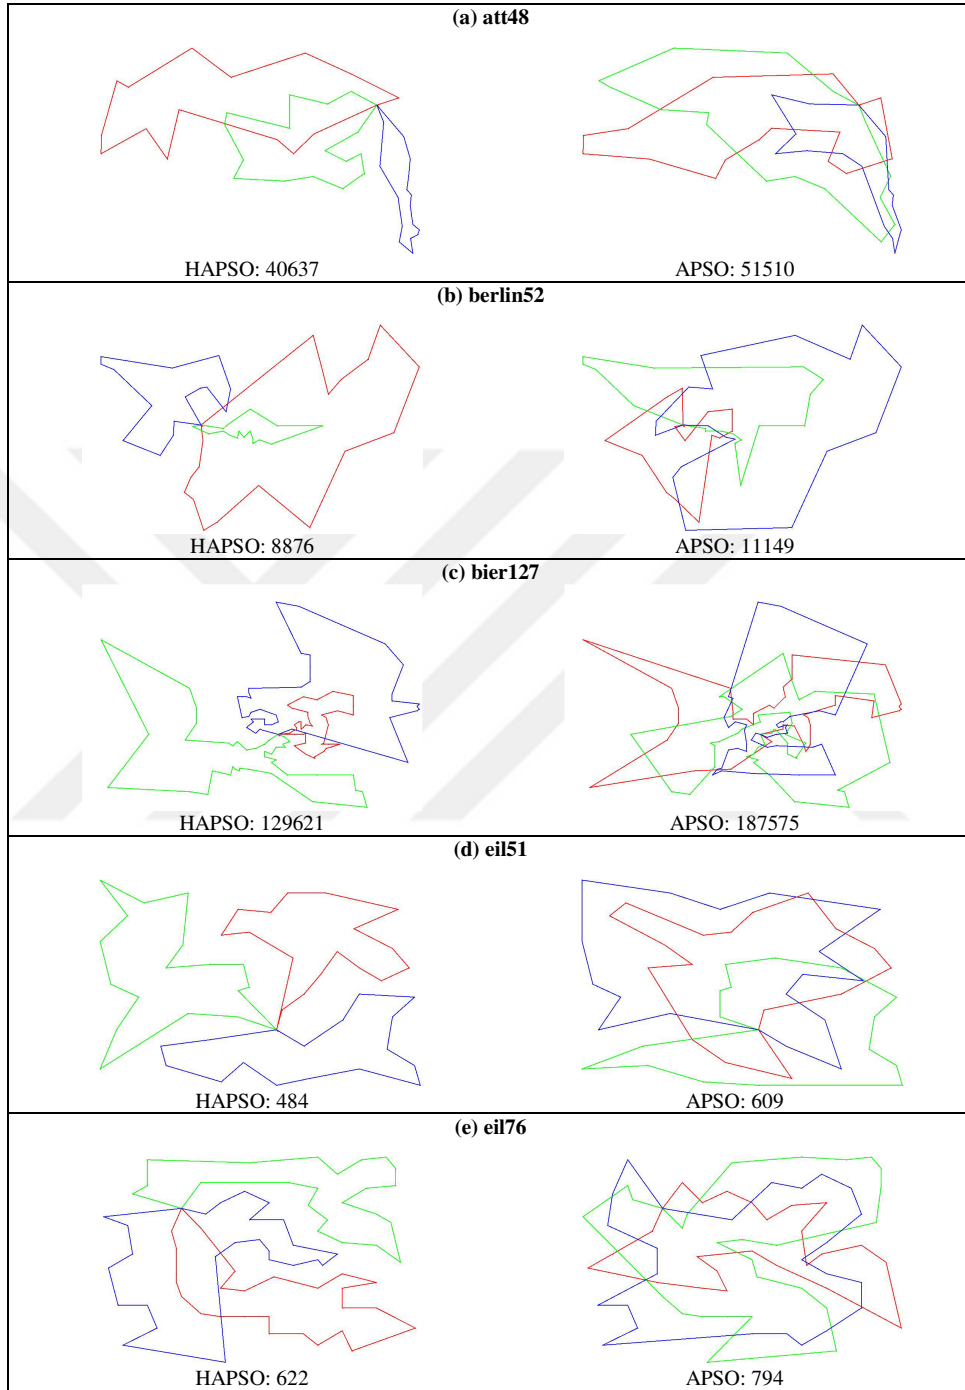 (a) att48
HAPSO: 40637
APSO: 51510
(b) berlin52
HAPSO: 8876
APSO: 11149
(c) bier127
HAPSO: 129621
APSO: 187575
(d) eil51
HAPSO: 484
APSO: 609
(e) eil76
HAPSO: 622
APSO: 794